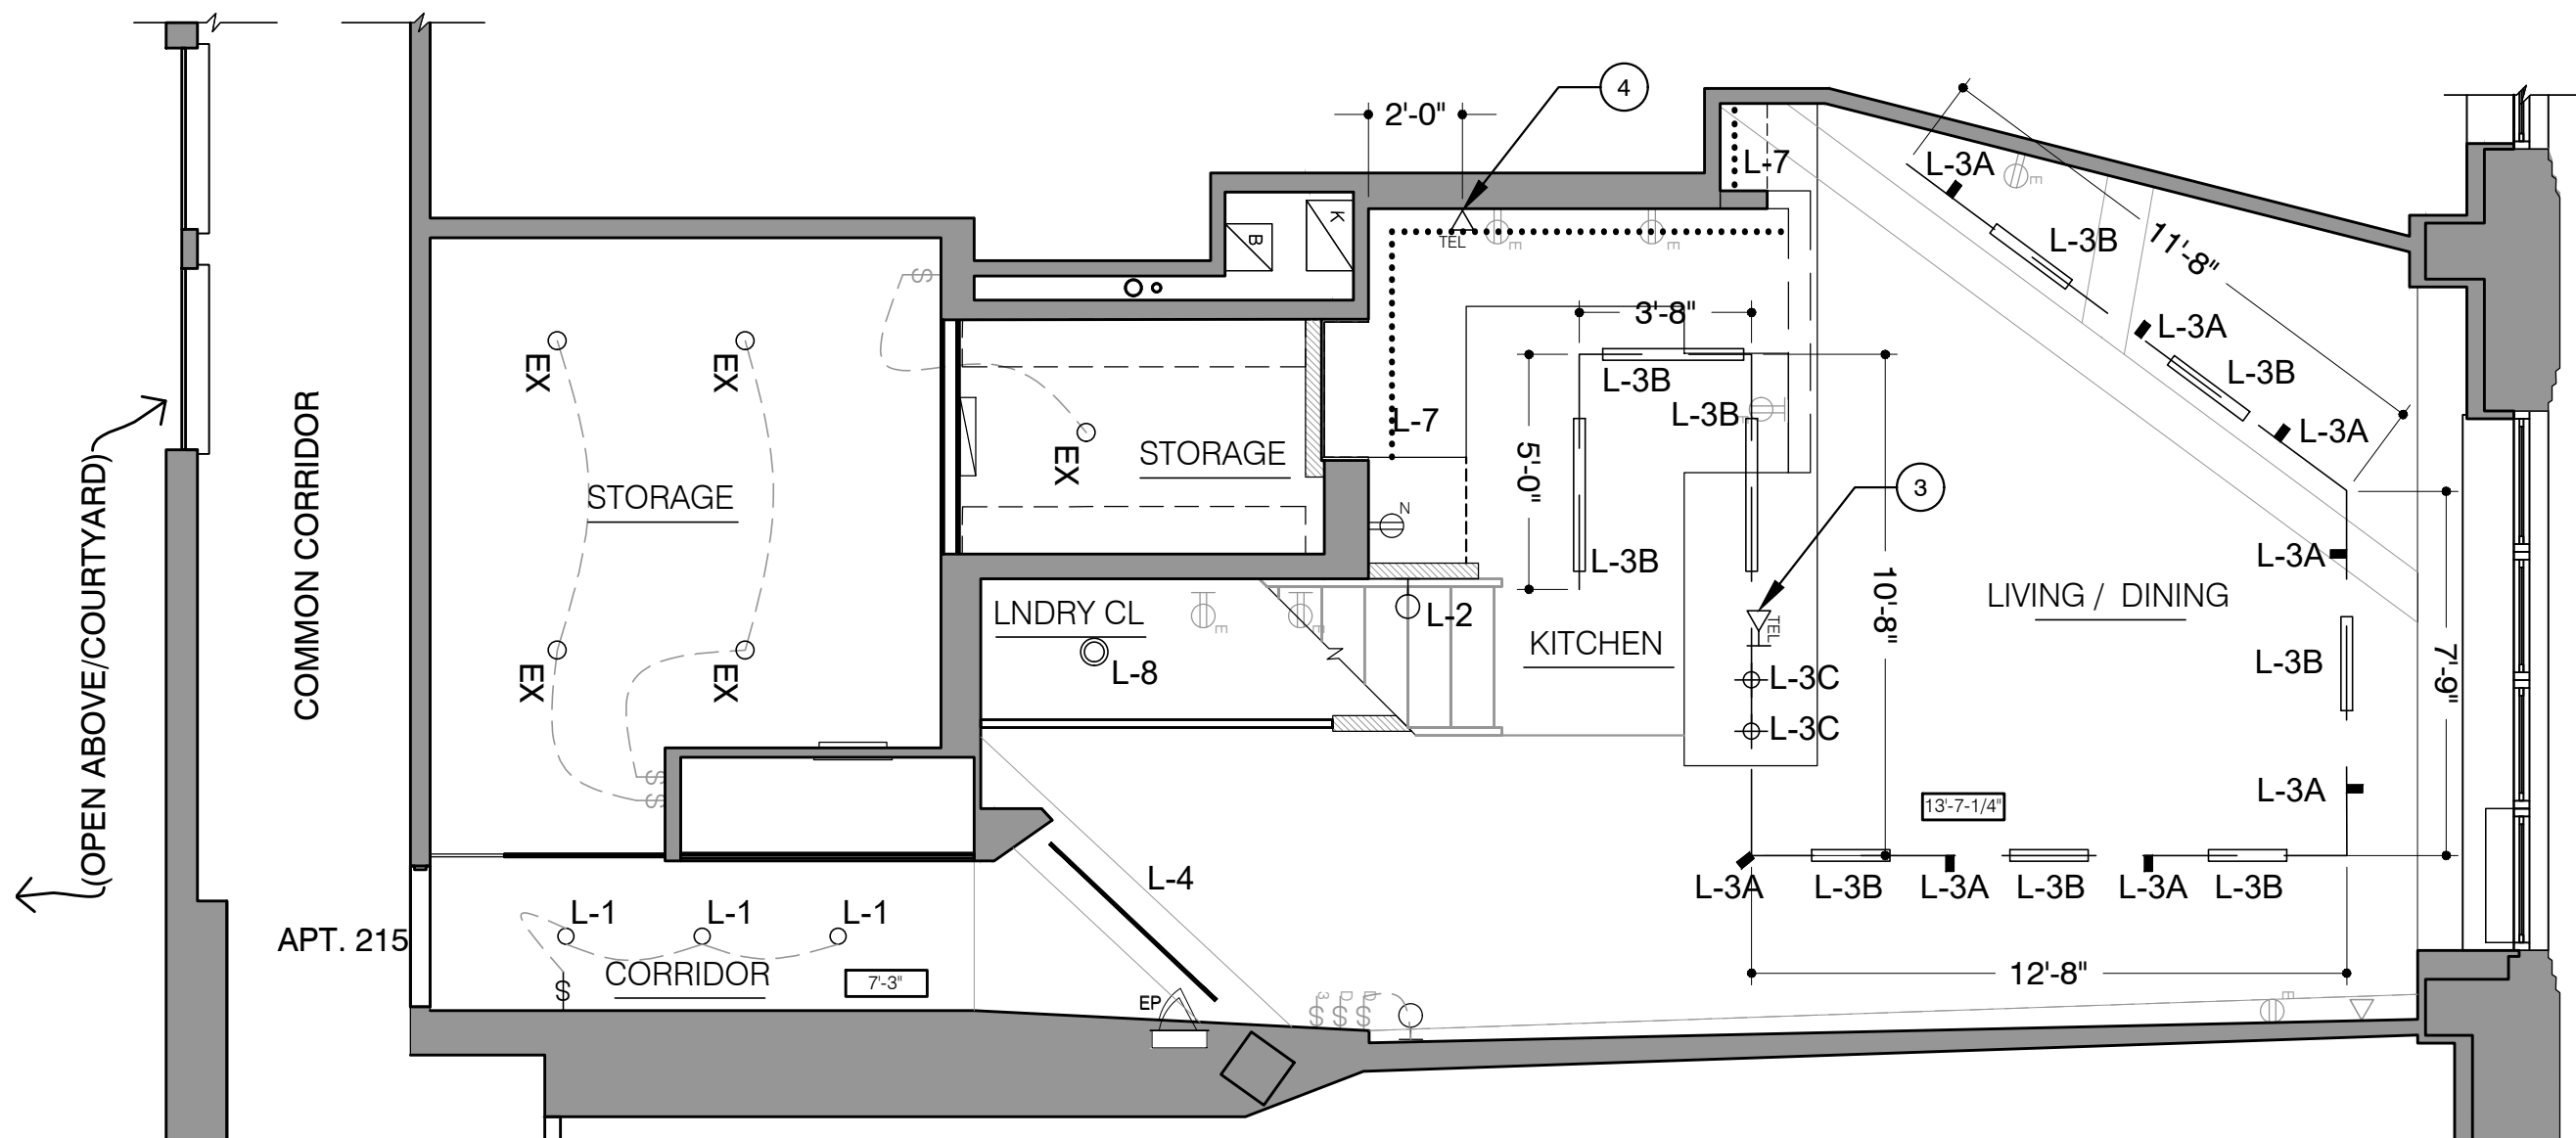 4
2'-0"
L-7
L-3A
K
B
S
TEL
E
E
E
L-3B
11'-8"
3'-8"
EX
EX
L-3A
L-3B
L-3B
L-3B
L-7
L-3A
STORAGE
EX
5'-0"
STORAGE
3
N
COMMON CORRIDOR
(OPEN ABOVE/COURTYARD)
L-3B
L-3A
LIVING / DINING
LNDRY CL
E
E
L-2
10'-8"
TEL
KITCHEN
EX
EX
L-8
L-3C
L-3B
7'-9"
L-3C
S
S
L-3A
13'-7-1/4"
L-4
L-3A
L-3B
L-3A
L-3B
L-3A
L-3B
L-1
L-1
L-1
APT. 215
CORRIDOR
7'-3"
S
12'-8"
EP
3
D
D
S
S
S
E